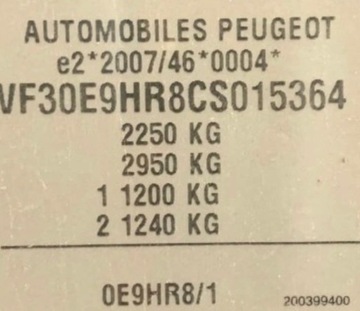 AUTOMOBILES PEUGEOT
e2*2007/46*0004*
VF30E9HR8CS015364
2250 KG
2950 KG
1 1200 KG
2 1240 KG
0E9HR8/1
200399400